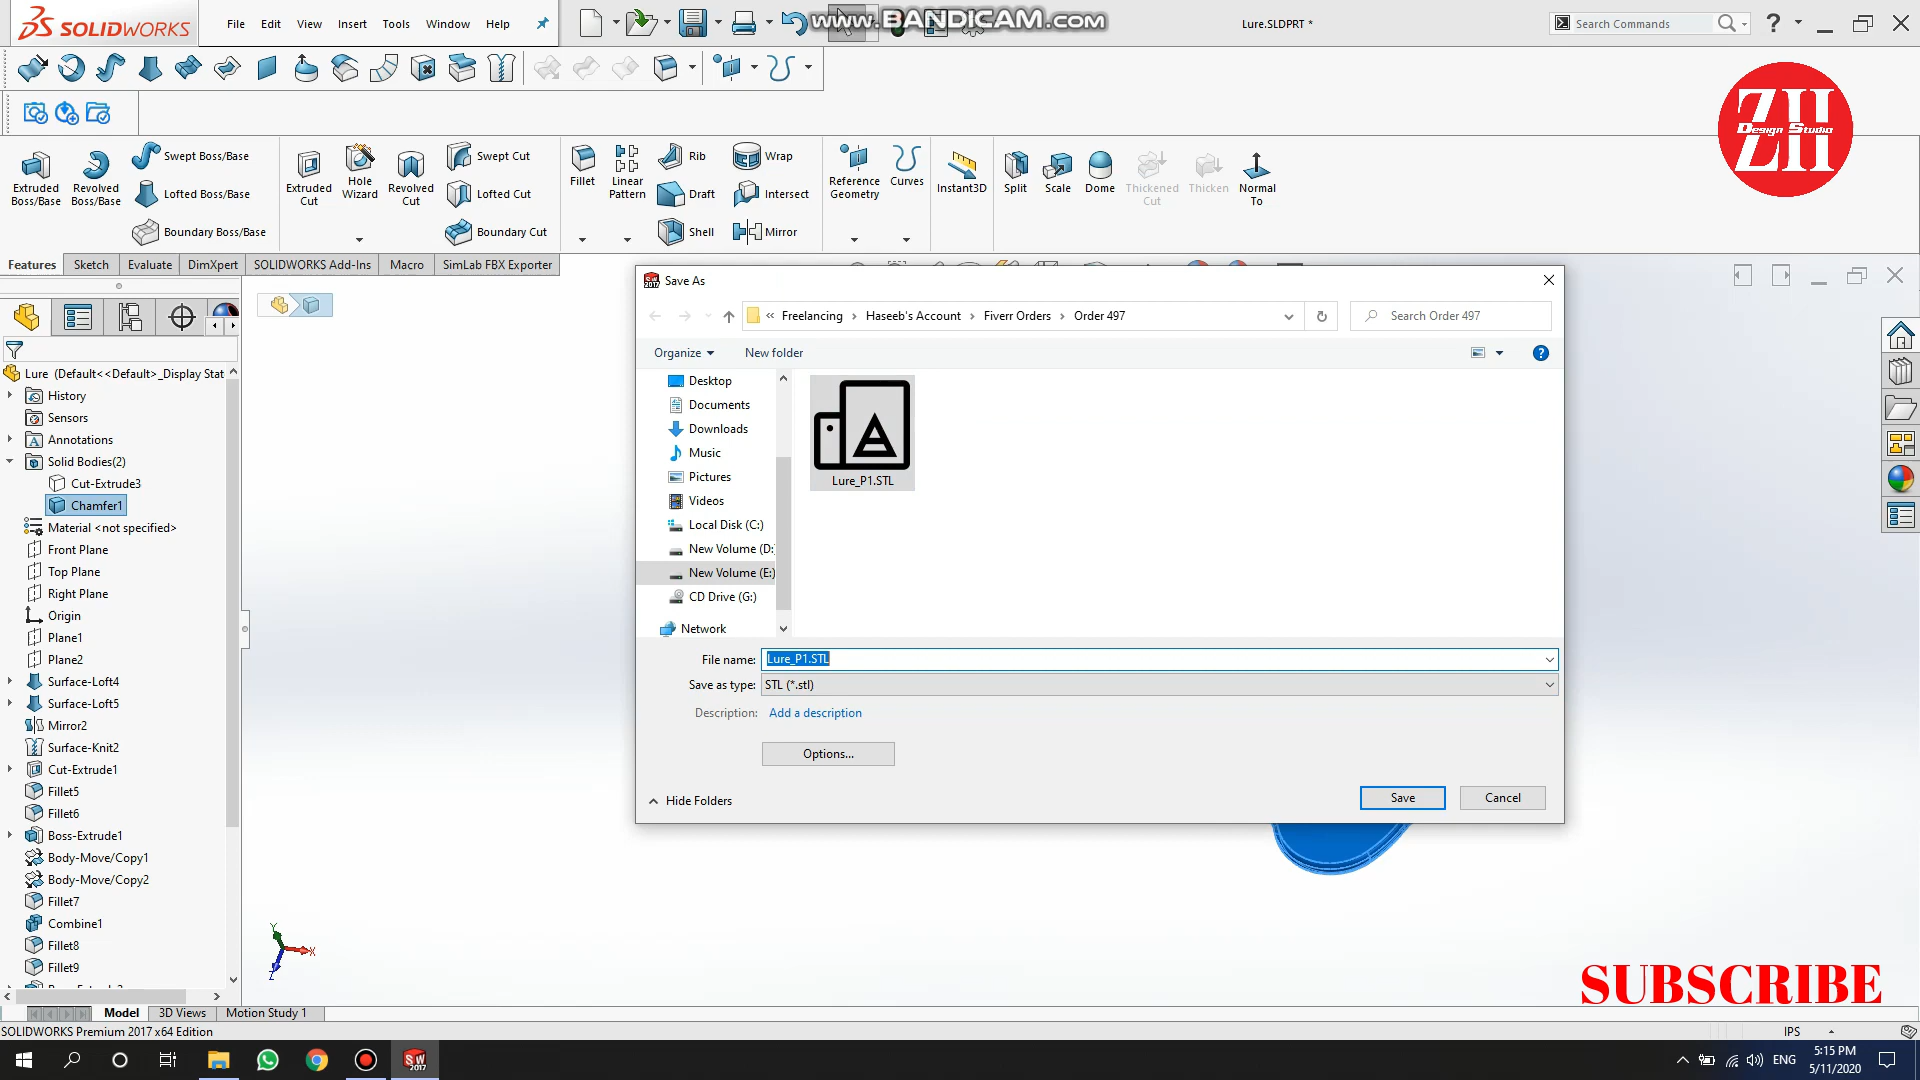 SOLIDWORKS File Edit View Insert Tools Window Help Lure.SLDPRT * Search Commands ?
www.BANDICAM.com
ZH
Design Studio
Extruded Boss/Base
Revolved Boss/Base
Swept Boss/Base
Lofted Boss/Base
Boundary Boss/Base
Extruded Cut
Hole Wizard
Revolved Cut
Swept Cut
Lofted Cut
Boundary Cut
Fillet
Linear Pattern
Rib
Draft
Shell
Wrap
Intersect
Mirror
Reference Geometry
Curves
Instant3D
Split
Scale
Dome
Thickened Cut
Thicken
Normal To
Features Sketch Evaluate DimXpert SOLIDWORKS Add-Ins Macro SimLab FBX Exporter
Lure (Default<<Default>_Display Stat
History
Sensors
Annotations
Solid Bodies(2)
Cut-Extrude3
Chamfer1
Material <not specified>
Front Plane
Top Plane
Right Plane
Origin
Plane1
Plane2
Surface-Loft4
Surface-Loft5
Mirror2
Surface-Knit2
Cut-Extrude1
Fillet5
Fillet6
Boss-Extrude1
Body-Move/Copy1
Body-Move/Copy2
Fillet7
Combine1
Fillet8
Fillet9
SW 2017 Save As
« Freelancing › Haseeb's Account › Fiverr Orders › Order 497
Search Order 497
Organize New folder
Desktop
Documents
Downloads
Music
Pictures
Videos
Local Disk (C:)
New Volume (D:
New Volume (E:)
CD Drive (G:)
Network
Lure_P1.STL
File name: Lure_P1.STL
Save as type: STL (*.stl)
Description: Add a description
Options...
Hide Folders
Save Cancel
Y X Z
SUBSCRIBE
Model 3D Views Motion Study 1
SOLIDWORKS Premium 2017 x64 Edition IPS
SW 2017
ENG
5:15 PM
5/11/2020